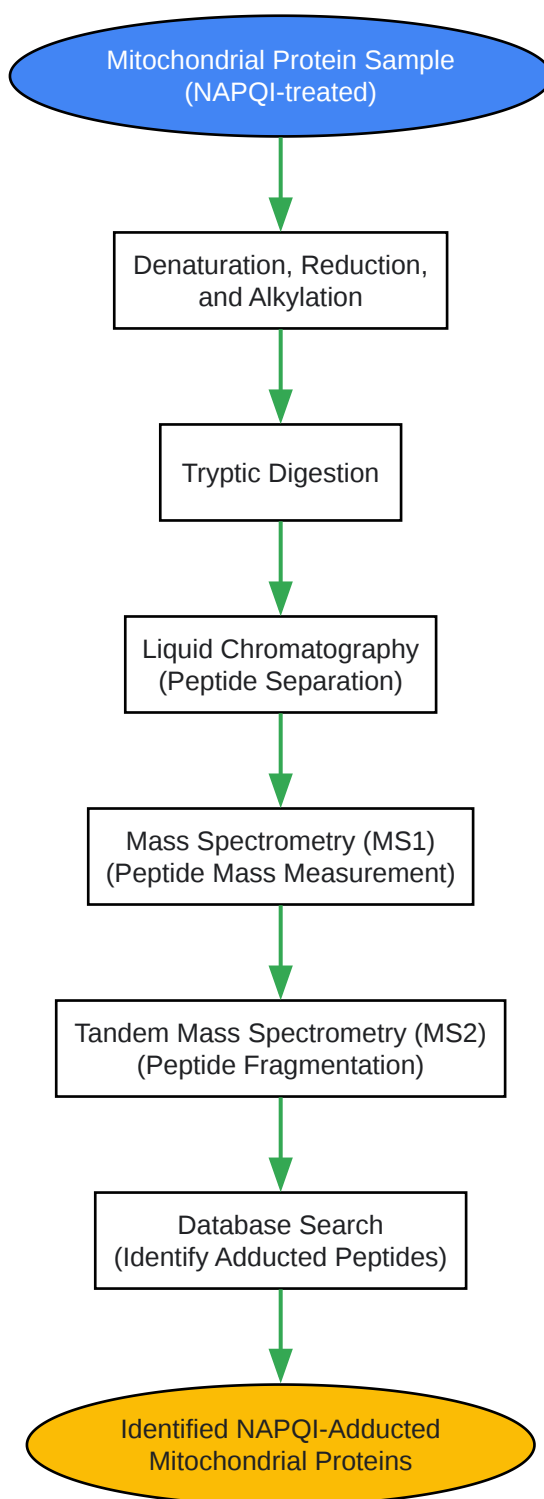 Mitochondrial Protein Sample
(NAPQI-treated)
Denaturation, Reduction,
and Alkylation
Tryptic Digestion
Liquid Chromatography
(Peptide Separation)
Mass Spectrometry (MS1)
(Peptide Mass Measurement)
Tandem Mass Spectrometry (MS2)
(Peptide Fragmentation)
Database Search
(Identify Adducted Peptides)
Identified NAPQI-Adducted
Mitochondrial Proteins